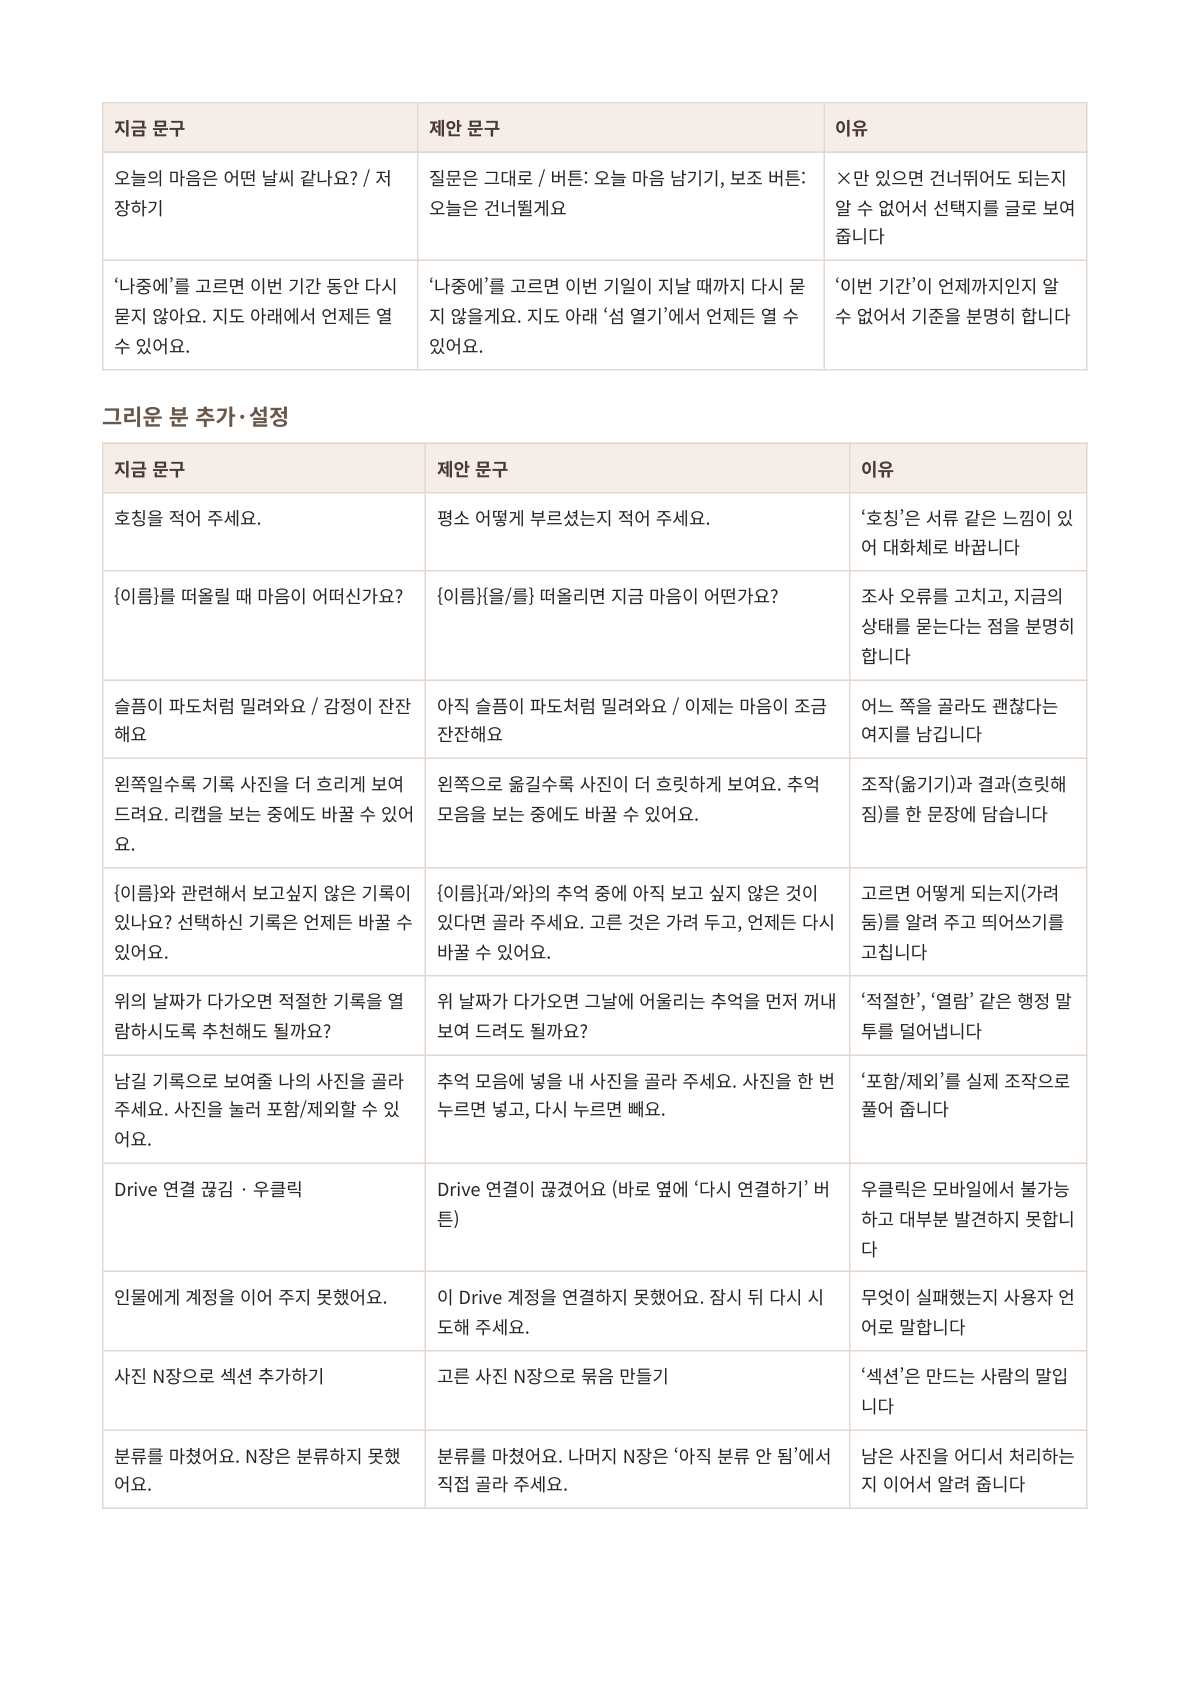 지금 문구 제안 문구 이유
오늘의 마음은 어떤 날씨 같나요? / 저
장하기
질문은 그대로 / 버튼: 오늘 마음 남기기, 보조 버튼:
오늘은 건너뛸게요
×만 있으면 건너뛰어도 되는지
알 수 없어서 선택지를 글로 보여
줍니다
‘나중에’를 고르면 이번 기간 동안 다시
묻지 않아요. 지도 아래에서 언제든 열
수 있어요.
‘나중에’를 고르면 이번 기일이 지날 때까지 다시 묻
지 않을게요. 지도 아래 ‘섬 열기’에서 언제든 열 수
있어요.
‘이번 기간’이 언제까지인지 알
수 없어서 기준을 분명히 합니다
그리운 분 추가·설정
지금 문구 제안 문구 이유
호칭을 적어 주세요.
평소 어떻게 부르셨는지 적어 주세요.
‘호칭’은 서류 같은 느낌이 있
어 대화체로 바꿉니다
{이름}를 떠올릴 때 마음이 어떠신가요?
{이름}{을/를} 떠올리면 지금 마음이 어떤가요?
조사 오류를 고치고, 지금의
상태를 묻는다는 점을 분명히
합니다
슬픔이 파도처럼 밀려와요 / 감정이 잔잔
해요
아직 슬픔이 파도처럼 밀려와요 / 이제는 마음이 조금
잔잔해요
어느 쪽을 골라도 괜찮다는
여지를 남깁니다
왼쪽일수록 기록 사진을 더 흐리게 보여
드려요. 리캡을 보는 중에도 바꿀 수 있어
요.
왼쪽으로 옮길수록 사진이 더 흐릿하게 보여요. 추억
모음을 보는 중에도 바꿀 수 있어요.
조작(옮기기)과 결과(흐릿해
짐)를 한 문장에 담습니다
{이름}와 관련해서 보고싶지 않은 기록이
있나요? 선택하신 기록은 언제든 바꿀 수
있어요.
{이름}{과/와}의 추억 중에 아직 보고 싶지 않은 것이
있다면 골라 주세요. 고른 것은 가려 두고, 언제든 다시
바꿀 수 있어요.
고르면 어떻게 되는지(가려
둠)를 알려 주고 띄어쓰기를
고칩니다
위의 날짜가 다가오면 적절한 기록을 열
람하시도록 추천해도 될까요?
위 날짜가 다가오면 그날에 어울리는 추억을 먼저 꺼내
보여 드려도 될까요?
‘적절한’, ‘열람’ 같은 행정 말
투를 덜어냅니다
남길 기록으로 보여줄 나의 사진을 골라
주세요. 사진을 눌러 포함/제외할 수 있
어요.
추억 모음에 넣을 내 사진을 골라 주세요. 사진을 한 번
누르면 넣고, 다시 누르면 빼요.
‘포함/제외’를 실제 조작으로
풀어 줍니다
Drive 연결 끊김 · 우클릭
Drive 연결이 끊겼어요 (바로 옆에 ‘다시 연결하기’ 버
튼)
우클릭은 모바일에서 불가능
하고 대부분 발견하지 못합니
다
인물에게 계정을 이어 주지 못했어요.
이 Drive 계정을 연결하지 못했어요. 잠시 뒤 다시 시
도해 주세요.
무엇이 실패했는지 사용자 언
어로 말합니다
사진 N장으로 섹션 추가하기
고른 사진 N장으로 묶음 만들기
‘섹션’은 만드는 사람의 말입
니다
분류를 마쳤어요. N장은 분류하지 못했
어요.
분류를 마쳤어요. 나머지 N장은 ‘아직 분류 안 됨’에서
직접 골라 주세요.
남은 사진을 어디서 처리하는
지 이어서 알려 줍니다